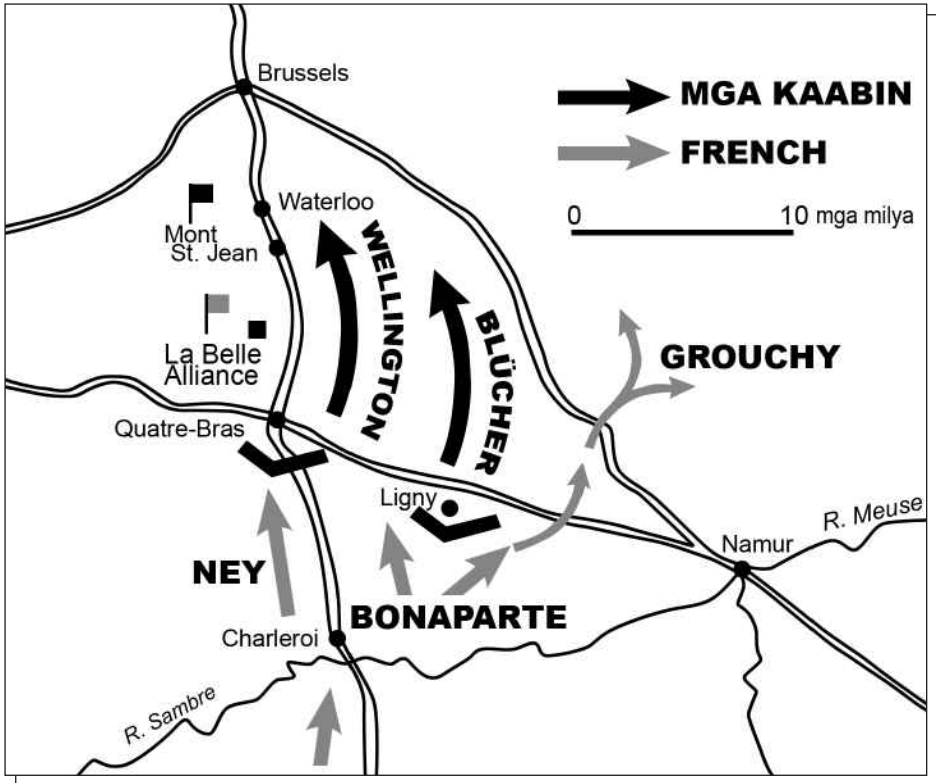 Brussels
MGA KAABIN
FRENCH
0 10 mga milya
Waterloo
Mont
St. Jean
WELLINGTON
BLÜCHER
La Belle
Alliance
GROUCHY
Quatre-Bras
Ligny
R. Meuse
Namur
NEY
BONAPARTE
Charleroi
R. Sambre